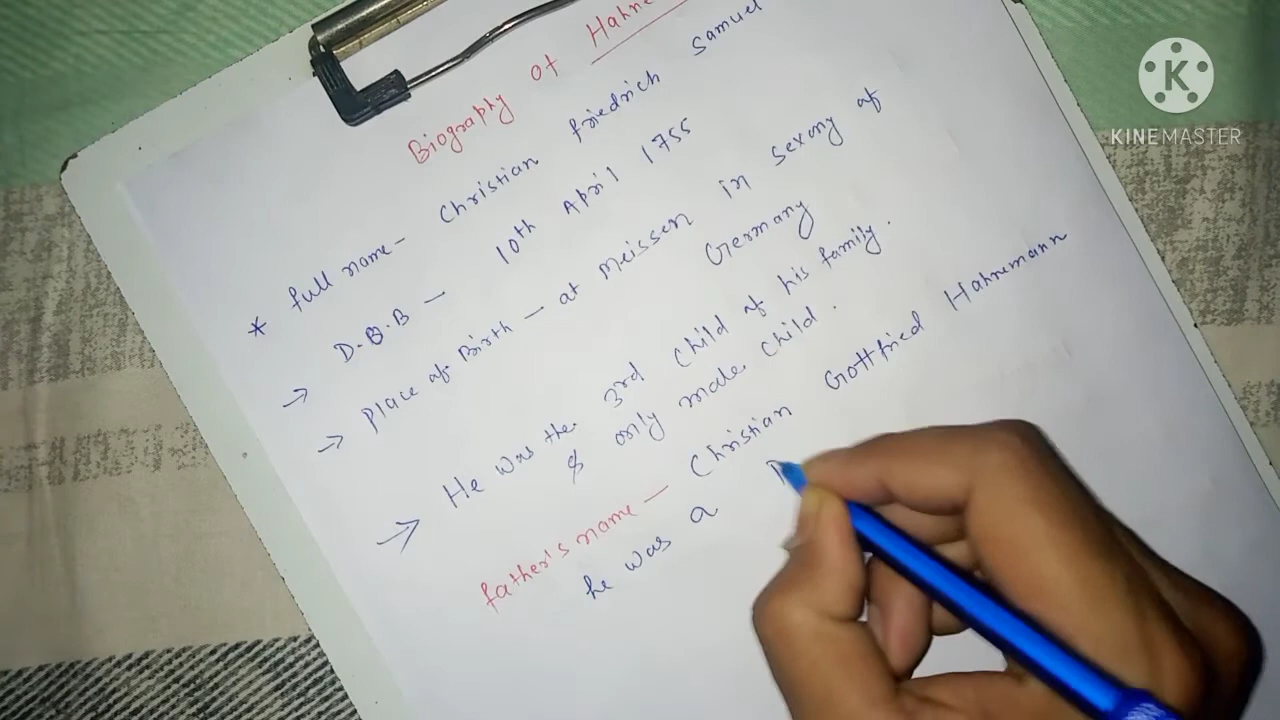 Biography of Hahne
* full name - Christian friedrich Samuel
→ D.O.B - 10th April 1755
→ Place of Birth - at Meissen in sexony of
Germany
→ He was the 3rd child of his family.
& only male child.
father's name - Christian Gottfried Hahnemann
he was a
K
KINEMASTER